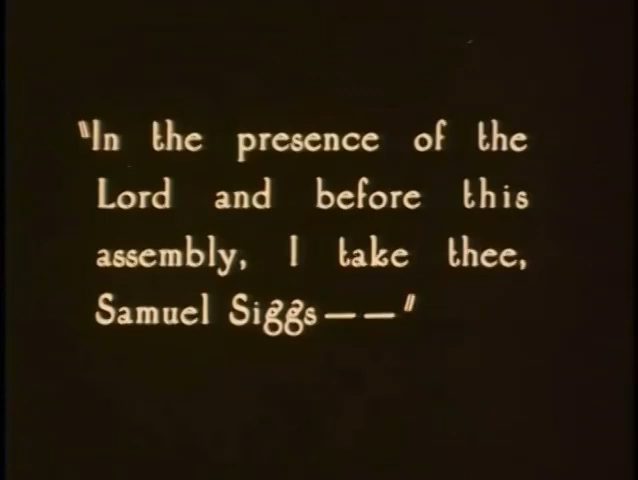 "In the presence of the
Lord and before this
assembly, I take thee,
Samuel Siggs——"